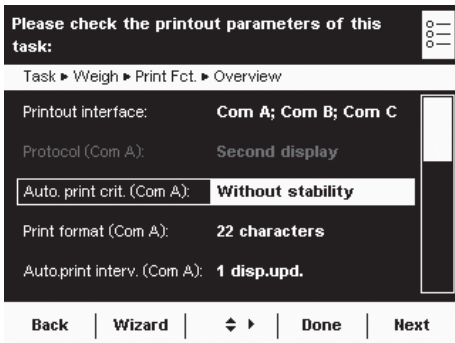 Please check the printout parameters of this
task:
Task ▸ Weigh ▸ Print Fct. ▸ Overview
Printout interface: Com A; Com B; Com C
Protocol (Com A): Second display
Auto. print crit. (Com A): Without stability
Print format (Com A): 22 characters
Auto.print interv. (Com A): 1 disp.upd.
Back Wizard Done Next